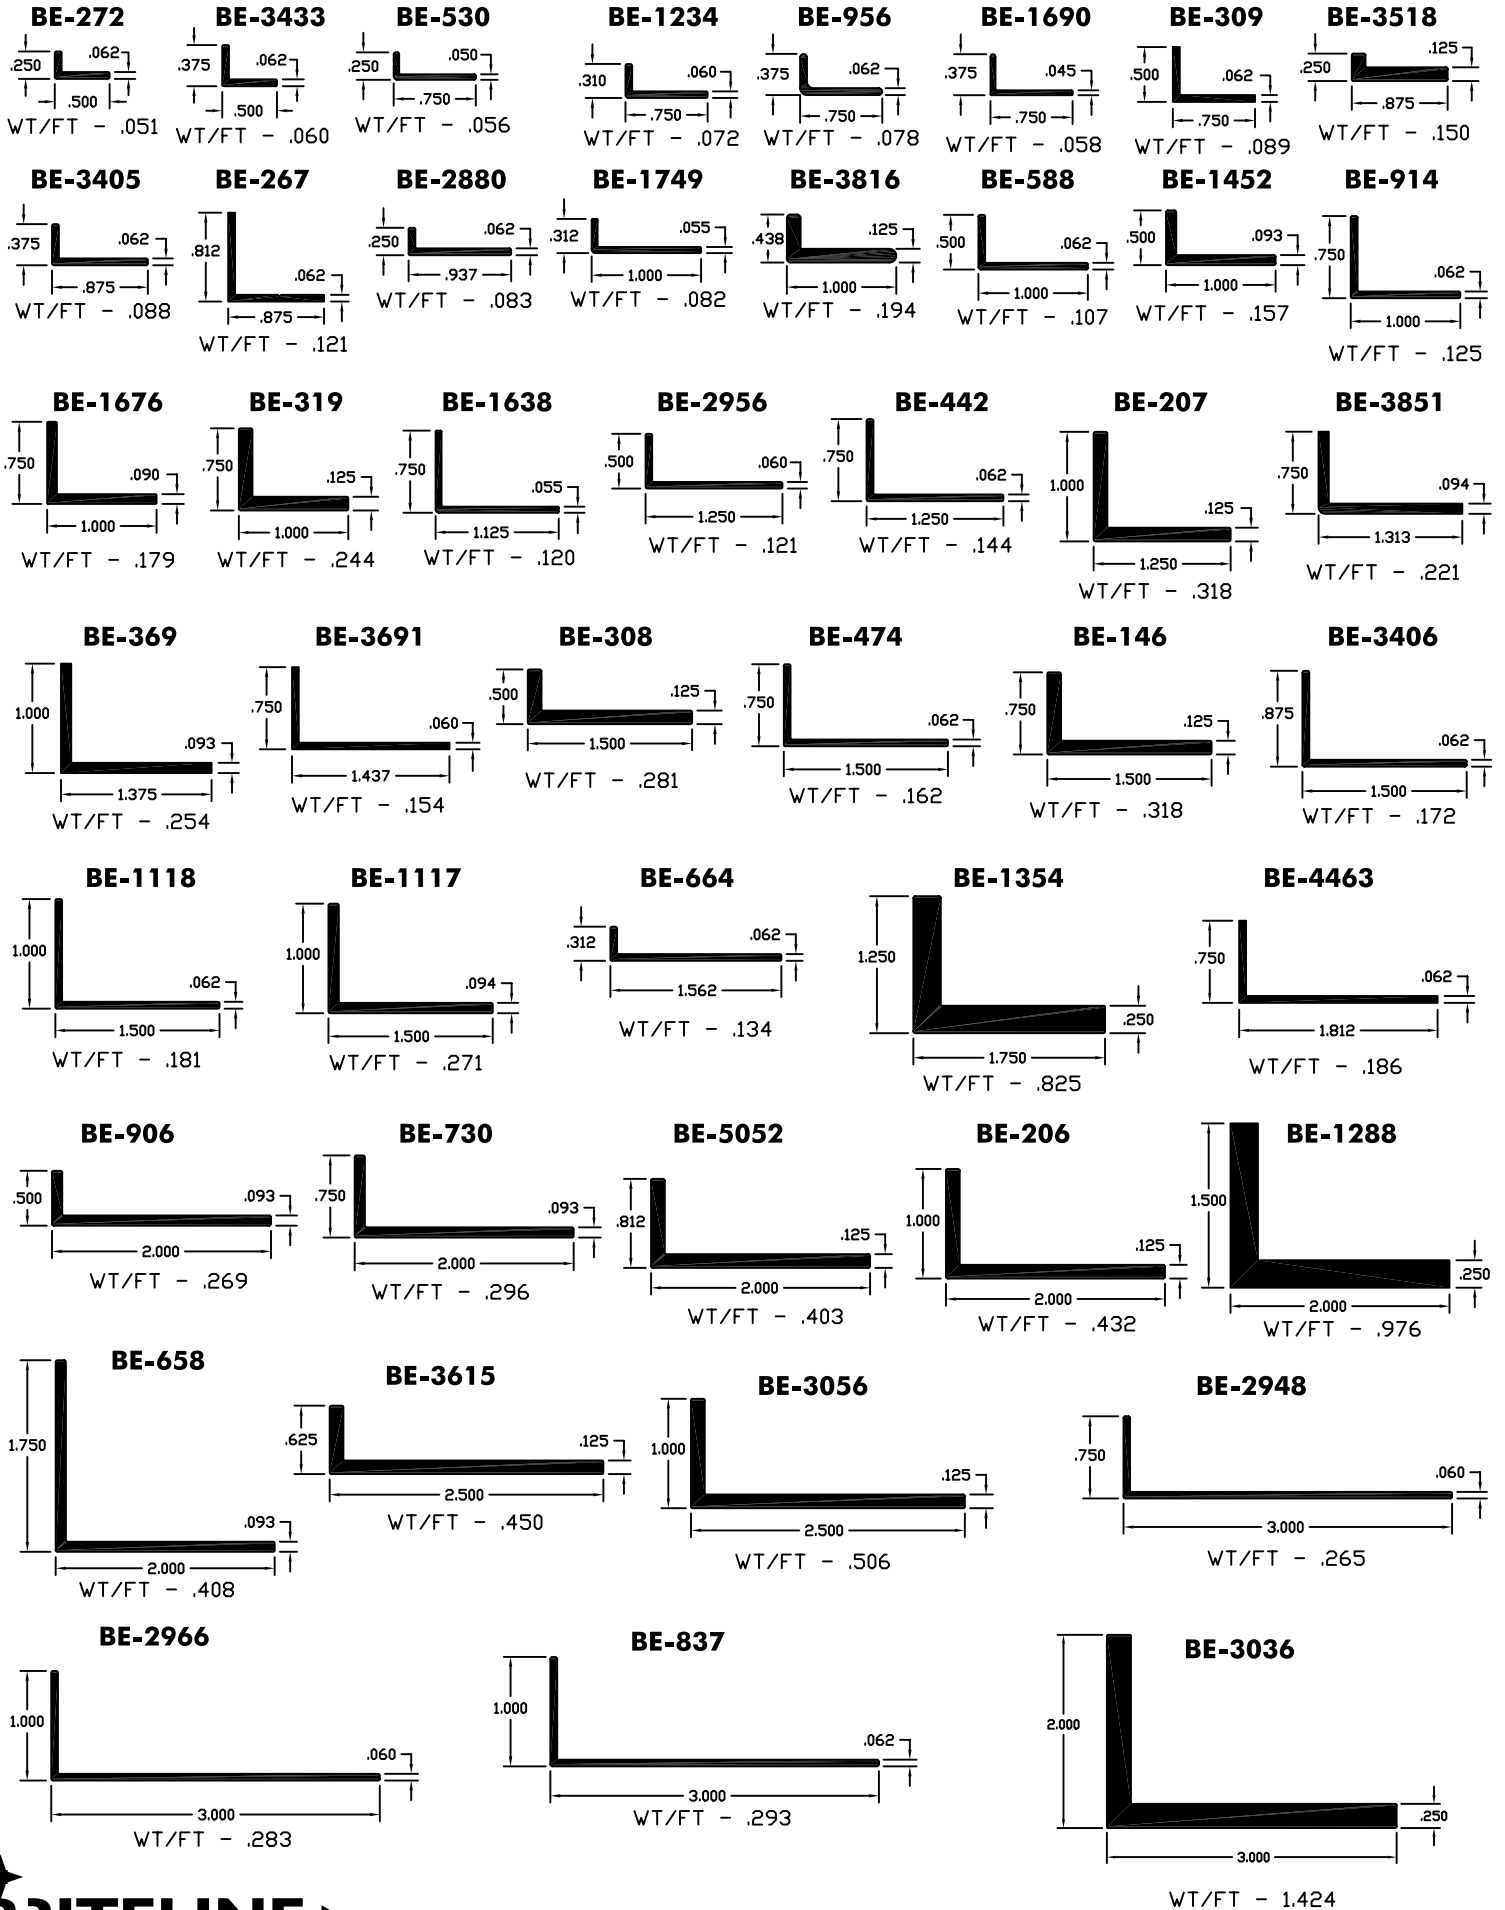 BE-272 BE-3433 BE-530 BE-1234 BE-956 BE-1690 BE-309 BE-3518
.250 .062 .500 WT/FT - .051
.375 .062 .500 WT/FT - .060
.250 .050 .750 WT/FT - .056
.310 .060 .750 WT/FT - .072
.375 .062 .750 WT/FT - .078
.375 .045 .750 WT/FT - .058
.500 .062 .750 WT/FT - .089
.250 .125 .875 WT/FT - .150
BE-3405 BE-267 BE-2880 BE-1749 BE-3816 BE-588 BE-1452 BE-914
.375 .062 .875 WT/FT - .088
.812 .062 .875 WT/FT - .121
.250 .062 .937 WT/FT - .083
.312 .055 1.000 WT/FT - .082
.438 .125 1.000 WT/FT - .194
.500 .062 1.000 WT/FT - .107
.500 .093 1.000 WT/FT - .157
.750 .062 1.000 WT/FT - .125
BE-1676 BE-319 BE-1638 BE-2956 BE-442 BE-207 BE-3851
.750 .090 1.000 WT/FT - .179
.750 .125 1.000 WT/FT - .244
.750 .055 1.125 WT/FT - .120
.500 .060 1.250 WT/FT - .121
.750 .062 1.250 WT/FT - .144
1.000 .125 1.250 WT/FT - .318
.750 .094 1.313 WT/FT - .221
BE-369 BE-3691 BE-308 BE-474 BE-146 BE-3406
1.000 .093 1.375 WT/FT - .254
.750 .060 1.437 WT/FT - .154
.500 .125 1.500 WT/FT - .281
.750 .062 1.500 WT/FT - .162
.750 .125 1.500 WT/FT - .318
.875 .062 1.500 WT/FT - .172
BE-1118 BE-1117 BE-664 BE-1354 BE-4463
1.000 .062 1.500 WT/FT - .181
1.000 .094 1.500 WT/FT - .271
.312 .062 1.562 WT/FT - .134
1.250 .250 1.750 WT/FT - .825
.750 .062 1.812 WT/FT - .186
BE-906 BE-730 BE-5052 BE-206 BE-1288
.500 .093 2.000 WT/FT - .269
.750 .093 2.000 WT/FT - .296
.812 .125 2.000 WT/FT - .403
1.000 .125 2.000 WT/FT - .432
1.500 .250 2.000 WT/FT - .976
BE-658 BE-3615 BE-3056 BE-2948
1.750 .093 2.000 WT/FT - .408
.625 .125 2.500 WT/FT - .450
1.000 .125 2.500 WT/FT - .506
.750 .060 3.000 WT/FT - .265
BE-2966 BE-837 BE-3036
1.000 .060 3.000 WT/FT - .283
1.000 .062 3.000 WT/FT - .293
2.000 .250 3.000 WT/FT - 1.424